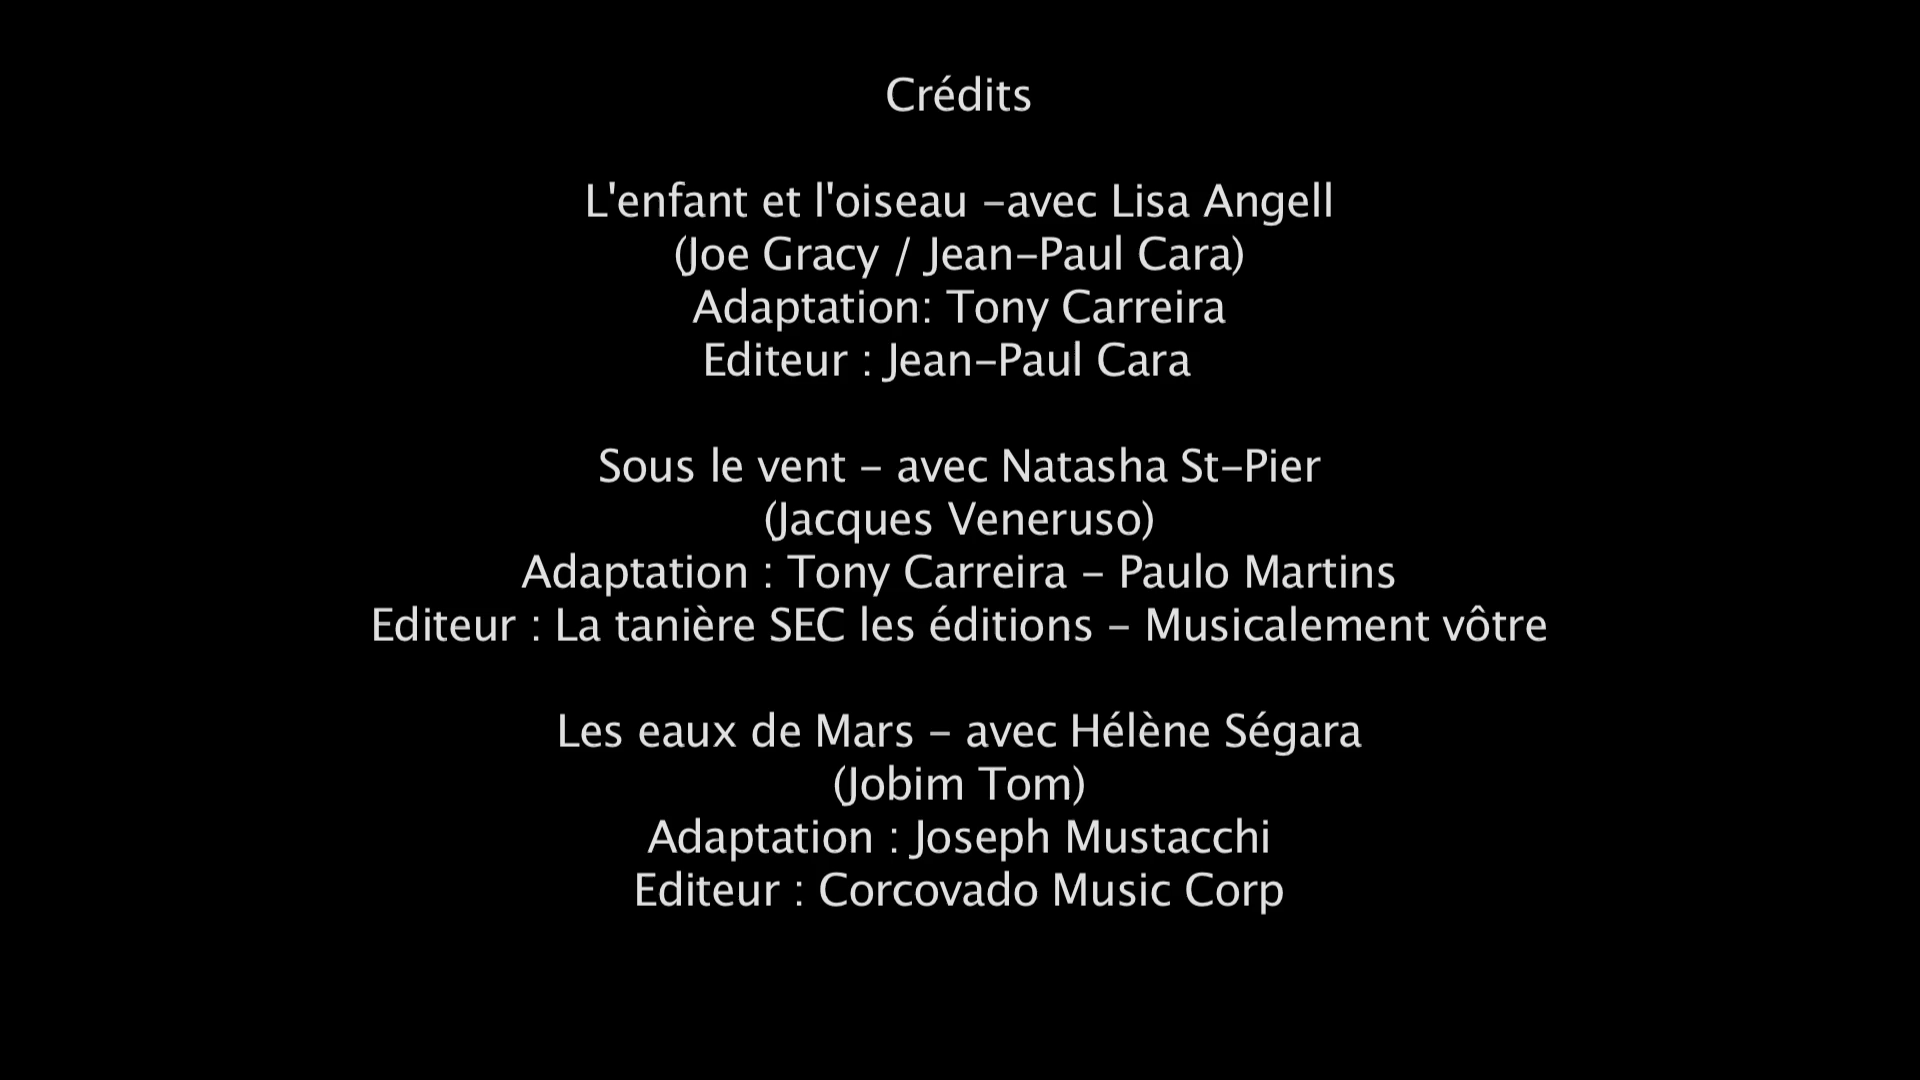 Crédits
L'enfant et l'oiseau -avec Lisa Angell
(Joe Gracy / Jean-Paul Cara)
Adaptation: Tony Carreira
Editeur : Jean-Paul Cara
Sous le vent - avec Natasha St-Pier
(Jacques Veneruso)
Adaptation : Tony Carreira - Paulo Martins
Editeur : La tanière SEC les éditions - Musicalement vôtre
Les eaux de Mars - avec Hélène Ségara
(Jobim Tom)
Adaptation : Joseph Mustacchi
Editeur : Corcovado Music Corp